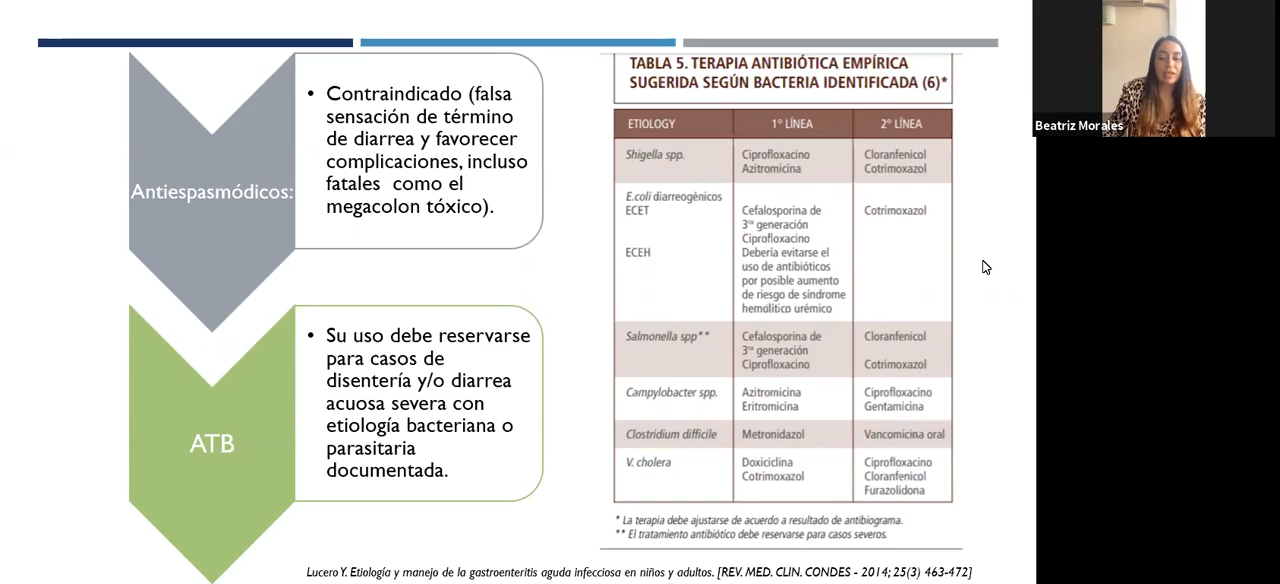 Antiespasmódicos:
• Contraindicado (falsa
sensación de término
de diarrea y favorecer
complicaciones, incluso
fatales como el
megacolon tóxico).
ATB
• Su uso debe reservarse
para casos de
disentería y/o diarrea
acuosa severa con
etiología bacteriana o
parasitaria
documentada.
TABLA 5. TERAPIA ANTIBIÓTICA EMPÍRICA
SUGERIDA SEGÚN BACTERIA IDENTIFICADA (6)*
ETIOLOGY 1° LÍNEA 2° LÍNEA
Shigella spp. Ciprofloxacino Cloranfenicol
Azitromicina Cotrimoxazol
E.coli diarreogénicos
ECET Cefalosporina de Cotrimoxazol
3ra generación
Ciprofloxacino
ECEH Debería evitarse el
uso de antibióticos
por posible aumento
de riesgo de síndrome
hemolítico urémico
Salmonella spp** Cefalosporina de Cloranfenicol
3ra generación
Ciprofloxacino Cotrimoxazol
Campylobacter spp. Azitromicina Ciprofloxacino
Eritromicina Gentamicina
Clostridium difficile Metronidazol Vancomicina oral
V. cholera Doxiciclina Ciprofloxacino
Cotrimoxazol Cloranfenicol
Furazolidona
* La terapia debe ajustarse de acuerdo a resultado de antibiograma.
** El tratamiento antibiótico debe reservarse para casos severos.
Lucero Y. Etiología y manejo de la gastroenteritis aguda infecciosa en niños y adultos. [REV. MED. CLIN. CONDES - 2014; 25(3) 463-472]
Beatriz Morales